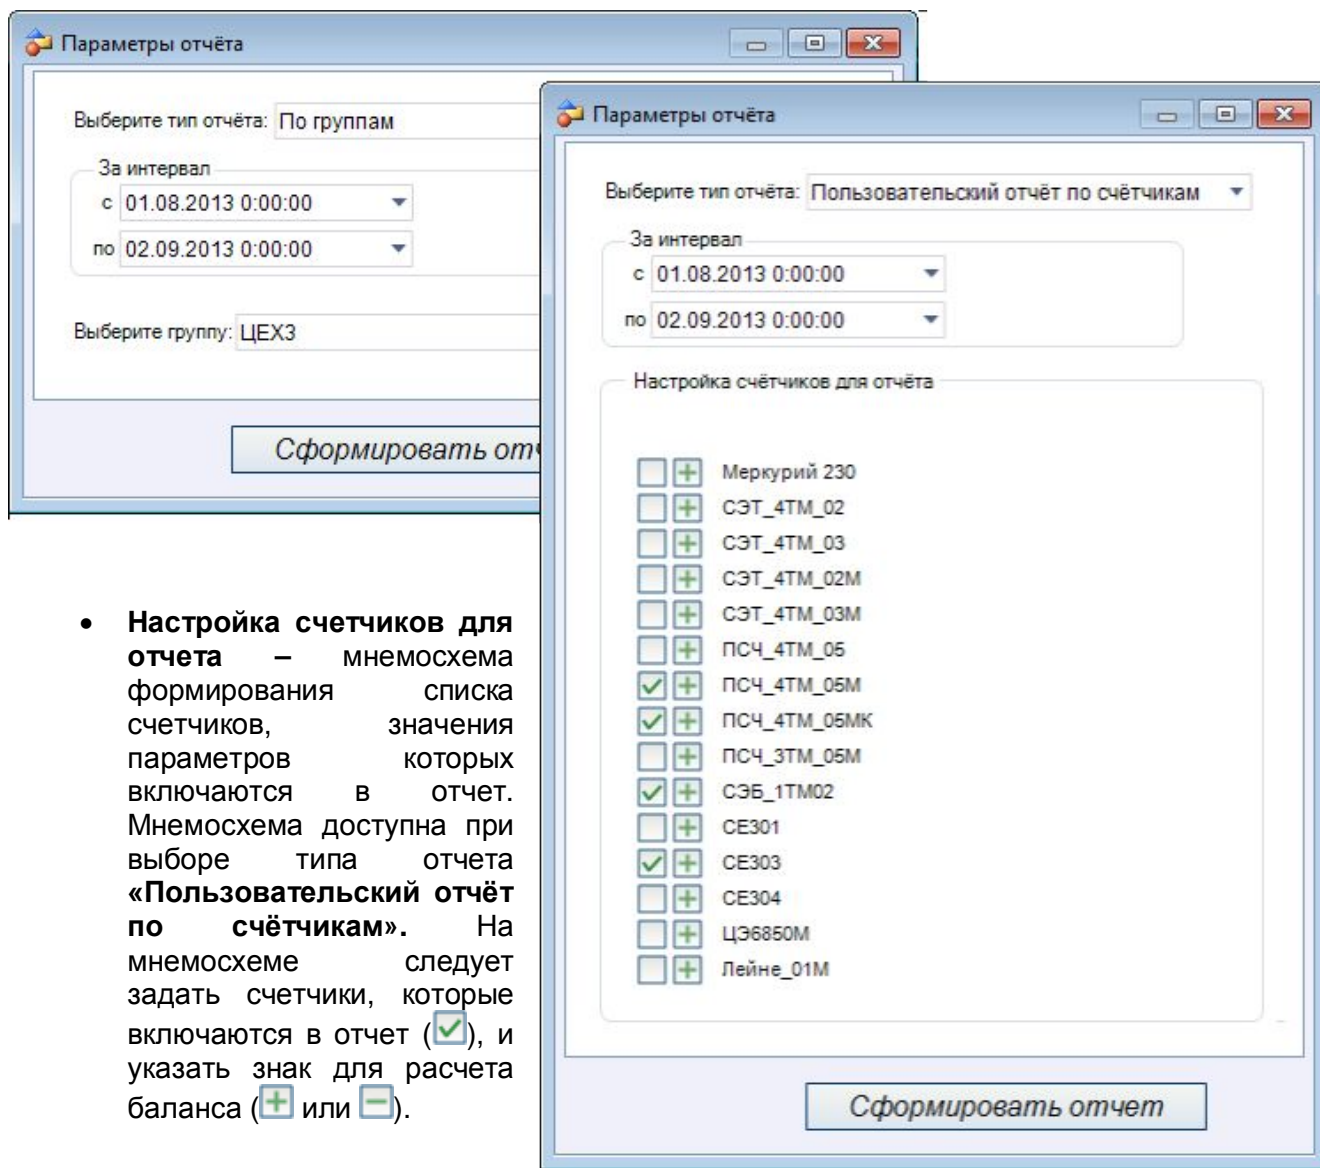 Параметры отчёта
Выберите тип отчёта: По группам
За интервал
с 01.08.2013 0:00:00
по 02.09.2013 0:00:00
Выберите группу: ЦЕХ3
Сформировать отч
Параметры отчёта
Выберите тип отчёта: Пользовательский отчёт по счётчикам
За интервал
с 01.08.2013 0:00:00
по 02.09.2013 0:00:00
Настройка счётчиков для отчёта
Меркурий 230
СЭТ_4ТМ_02
СЭТ_4ТМ_03
СЭТ_4ТМ_02М
СЭТ_4ТМ_03М
ПСЧ_4ТМ_05
ПСЧ_4ТМ_05М
ПСЧ_4ТМ_05МК
ПСЧ_3ТМ_05М
СЭБ_1ТМ02
СЕ301
СЕ303
СЕ304
ЦЭ6850М
Лейне_01М
Сформировать отчет
• Настройка счетчиков для
отчета – мнемосхема
формирования списка
счетчиков, значения
параметров которых
включаются в отчет.
Мнемосхема доступна при
выборе типа отчета
«Пользовательский отчёт
по счётчикам». На
мнемосхеме следует
задать счетчики, которые
включаются в отчет (✓), и
указать знак для расчета
баланса (+ или −).